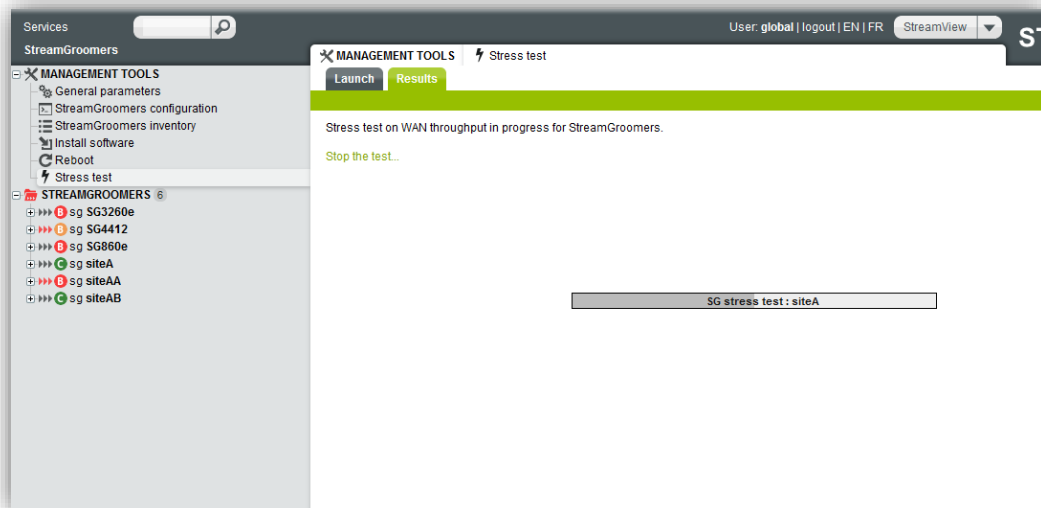 Services
User: global | logout | EN | FR
StreamView
ST
StreamGroomers
MANAGEMENT TOOLS
General parameters
StreamGroomers configuration
StreamGroomers inventory
Install software
Reboot
Stress test
STREAMGROOMERS 6
B sg SG3260e
B sg SG4412
B sg SG860e
C sg siteA
B sg siteAA
C sg siteAB
MANAGEMENT TOOLS
Stress test
Launch
Results
Stress test on WAN throughput in progress for StreamGroomers.
Stop the test...
SG stress test : siteA